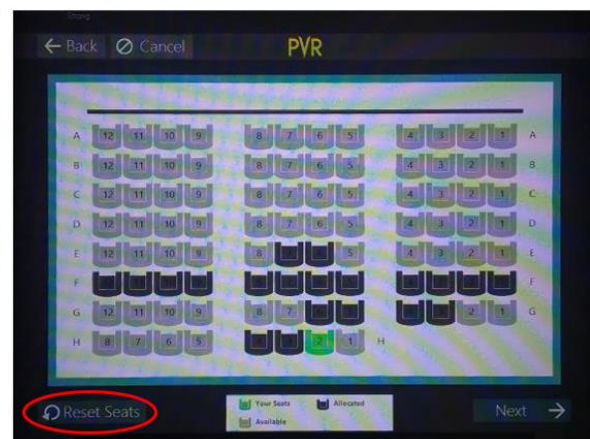 Back Cancel PVR
A 12 11 10 9 8 7 6 5 4 3 2 1 A
B 12 11 10 9 8 7 6 5 4 3 2 1 B
C 12 11 10 9 8 7 6 5 4 3 2 1 C
D 12 11 10 9 8 7 6 5 4 3 2 1 D
E 12 11 10 9 8 5 4 3 2 1 E
F F
G 12 11 10 9 8 7 2 1 G
H 8 7 6 5 2 1 H
Reset Seats Your Seats Allocated Next
Available